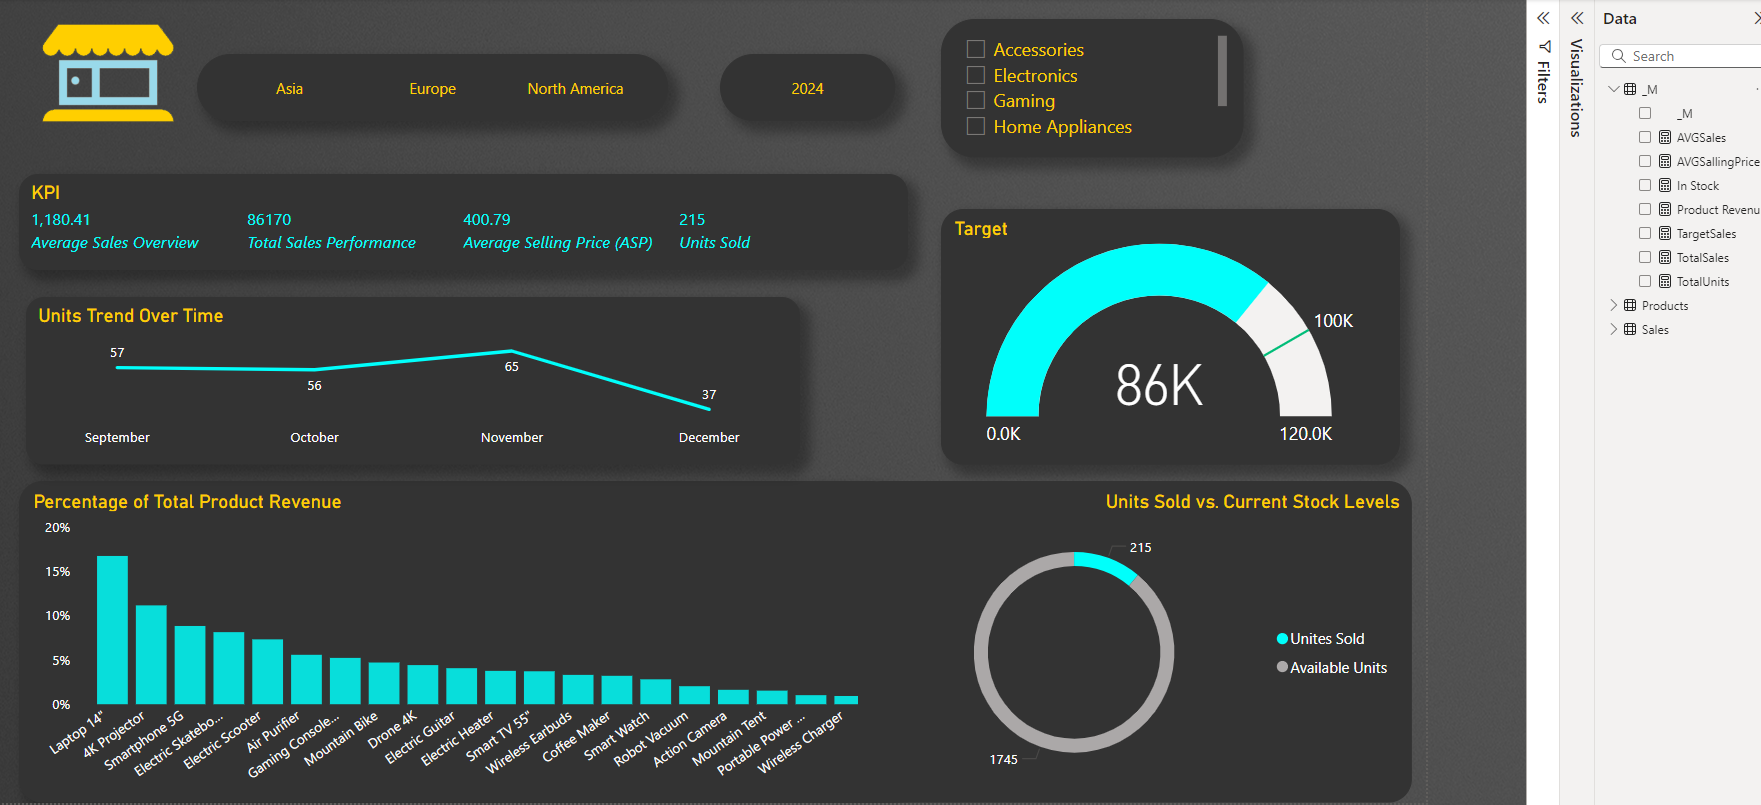 Asia
Europe
North America
2024
Accessories
Electronics
Gaming
Home Appliances
KPI
1,180.41
86170
400.79
215
Average Sales Overview
Total Sales Performance
Average Selling Price (ASP)
Units Sold
Target
100K
86K
0.0K
120.0K
Units Trend Over Time
57
56
65
37
September
October
November
December
Percentage of Total Product Revenue
20%
15%
10%
5%
0%
Laptop 14"
4K Projector
Smartphone 5G
Electric Skatebo...
Electric Scooter
Air Purifier
Gaming Console...
Mountain Bike
Drone 4K
Electric Guitar
Electric Heater
Smart TV 55"
Wireless Earbuds
Coffee Maker
Smart Watch
Robot Vacuum
Action Camera
Mountain Tent
Portable Power ...
Wireless Charger
Units Sold vs. Current Stock Levels
215
1745
Unites Sold
Available Units
Filters
Visualizations
Data
Search
_M
_M
AVGSales
AVGSallingPrice
In Stock
Product Revenu
TargetSales
TotalSales
TotalUnits
Products
Sales